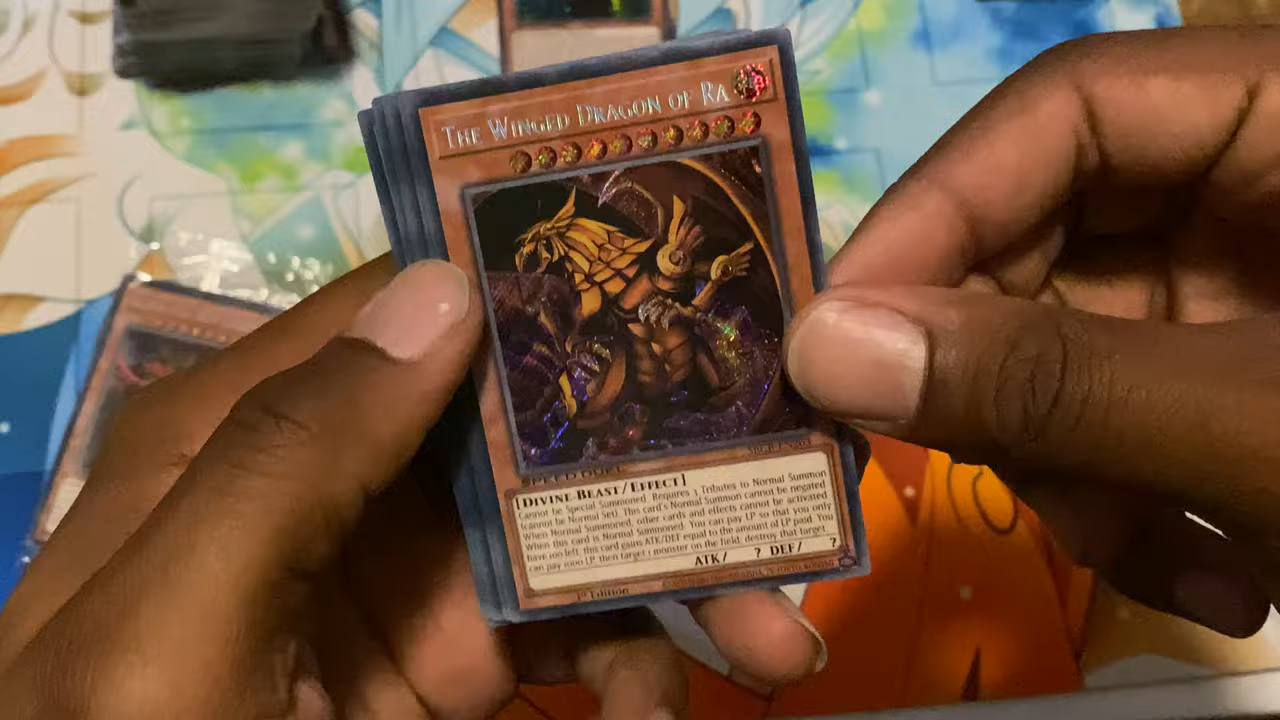 THE WINGED DRAGON OF RA
SPEED DUEL
[DIVINE-BEAST/EFFECT]
Cannot be Special Summoned. Requires 3 Tributes to Normal Summon
(cannot be Normal Set). This card's Normal Summon cannot be negated.
When Normal Summoned, other cards and effects cannot be activated.
When this card is Normal Summoned: You can pay LP so that you only
have 100 left; this card gains ATK/DEF equal to the amount of LP paid. You
can pay 1000 LP, then target 1 monster on the field; destroy that target.
ATK/ ? DEF/ ?
1st Edition